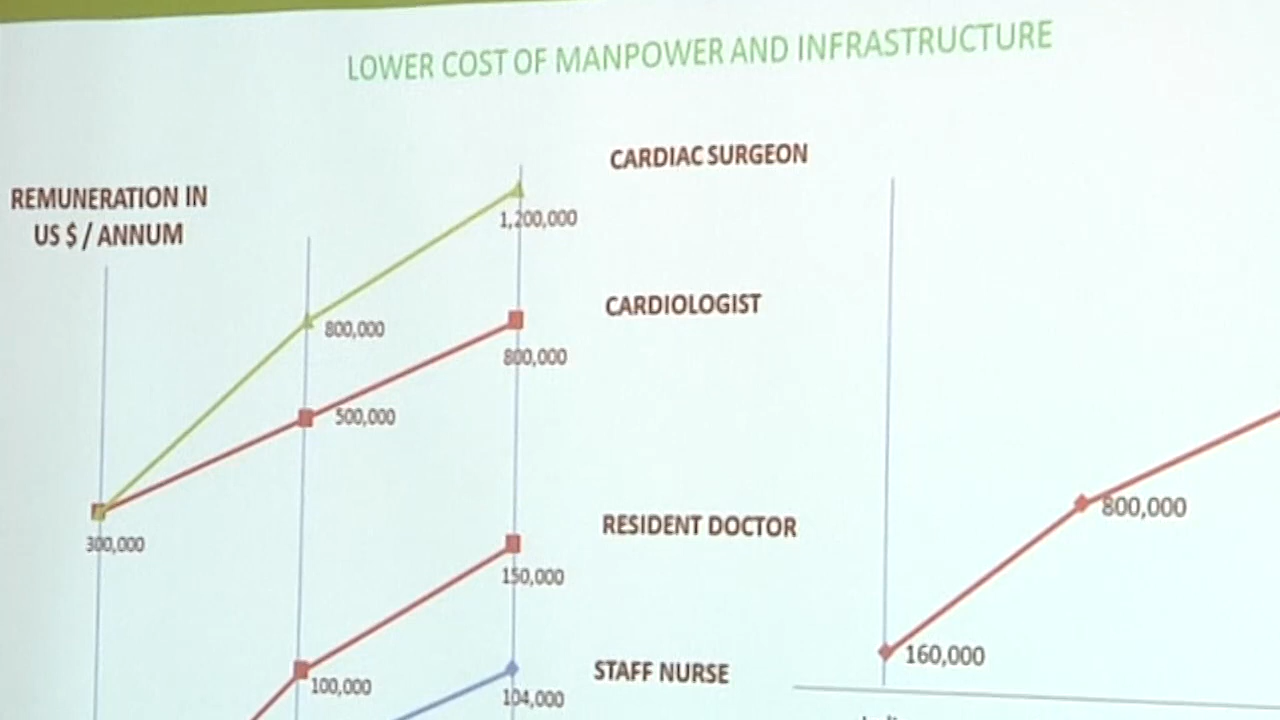 LOWER COST OF MANPOWER AND INFRASTRUCTURE
REMUNERATION IN
US $ / ANNUM
CARDIAC SURGEON
1,200,000
CARDIOLOGIST
800,000
800,000
500,000
300,000
RESIDENT DOCTOR
150,000
STAFF NURSE
100,000
104,000
800,000
160,000